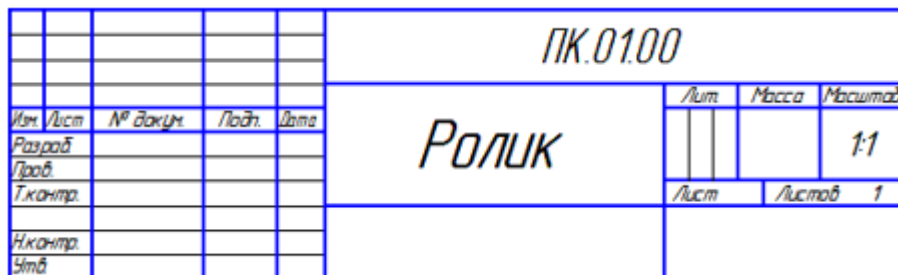 ПК.01.00
Лит. Масса Масштаб
Изм. Лист № докум. Подп. Дата
Ролик
1:1
Разраб.
Пров.
Т.контр.
Лист Листов 1
Н.контр.
Утв.